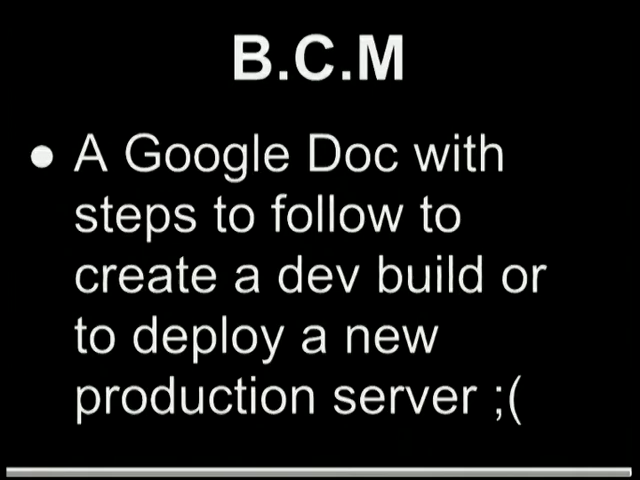 B.C.M
● A Google Doc with
steps to follow to
create a dev build or
to deploy a new
production server ;(